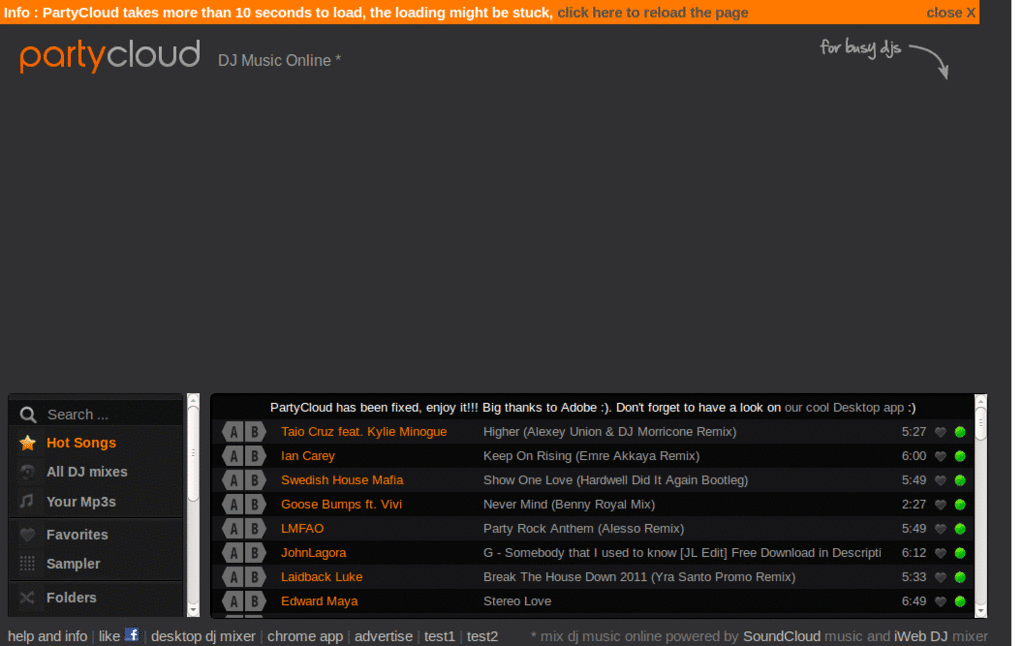 Info : PartyCloud takes more than 10 seconds to load, the loading might be stuck, click here to reload the page close X
partycloud DJ Music Online * for busy djs
Search ...
Hot Songs
All DJ mixes
Your Mp3s
Favorites
Sampler
Folders
PartyCloud has been fixed, enjoy it!!! Big thanks to Adobe :). Don't forget to have a look on our cool Desktop app :)
A B Taio Cruz feat. Kylie Minogue Higher (Alexey Union & DJ Morricone Remix) 5:27
A B Ian Carey Keep On Rising (Emre Akkaya Remix) 6:00
A B Swedish House Mafia Show One Love (Hardwell Did It Again Bootleg) 5:49
A B Goose Bumps ft. Vivi Never Mind (Benny Royal Mix) 2:27
A B LMFAO Party Rock Anthem (Alesso Remix) 5:49
A B JohnLagora G - Somebody that I used to know [JL Edit] Free Download in Descripti 6:12
A B Laidback Luke Break The House Down 2011 (Yra Santo Promo Remix) 5:33
A B Edward Maya Stereo Love 6:49
help and info | like f | desktop dj mixer | chrome app | advertise | test1 | test2 * mix dj music online powered by SoundCloud music and iWeb DJ mixer